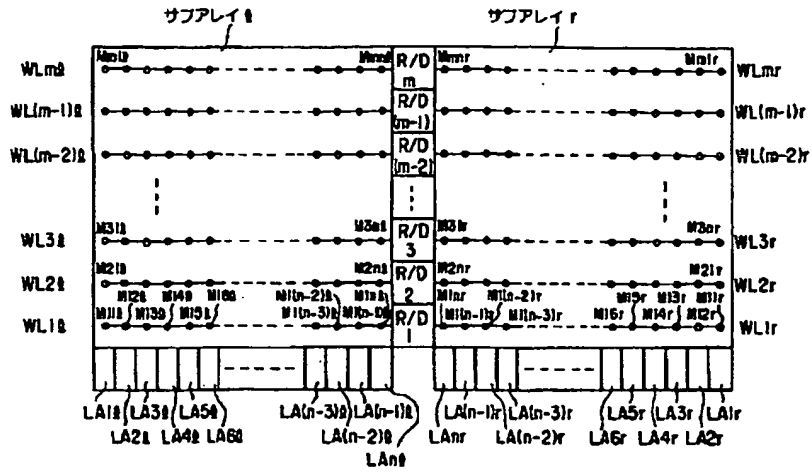 サブアレイℓ サブアレイr
WLmℓ Mm1ℓ Mmnℓ R/D m Mmnr Mm1r WLmr
WL(m-1)ℓ R/D (m-1) WL(m-1)r
WL(m-2)ℓ R/D (m-2) WL(m-2)r
WL3ℓ M31ℓ M3nℓ R/D 3 M3nr WL3r
WL2ℓ M21ℓ M2nℓ R/D 2 M2nr M21r WL2r
M12ℓ M14ℓ M16ℓ M1(n-2)ℓ M1nℓ M1nr M1(n-2)r M15r M13r M11r
WL1ℓ M11ℓ M13ℓ M15ℓ M1(n-3)ℓ M1(n-1)ℓ R/D 1 M1(n-1)r M1(n-3)r M16r M14r M12r WL1r
LA1ℓ LA3ℓ LA5ℓ LA(n-3)ℓ LA(n-1)ℓ LAnr LA(n-1)r LA(n-3)r LA5r LA3r LA1r
LA2ℓ LA4ℓ LA6ℓ LA(n-2)ℓ LA(n-2)r LA6r LA4r LA2r
LAnℓ